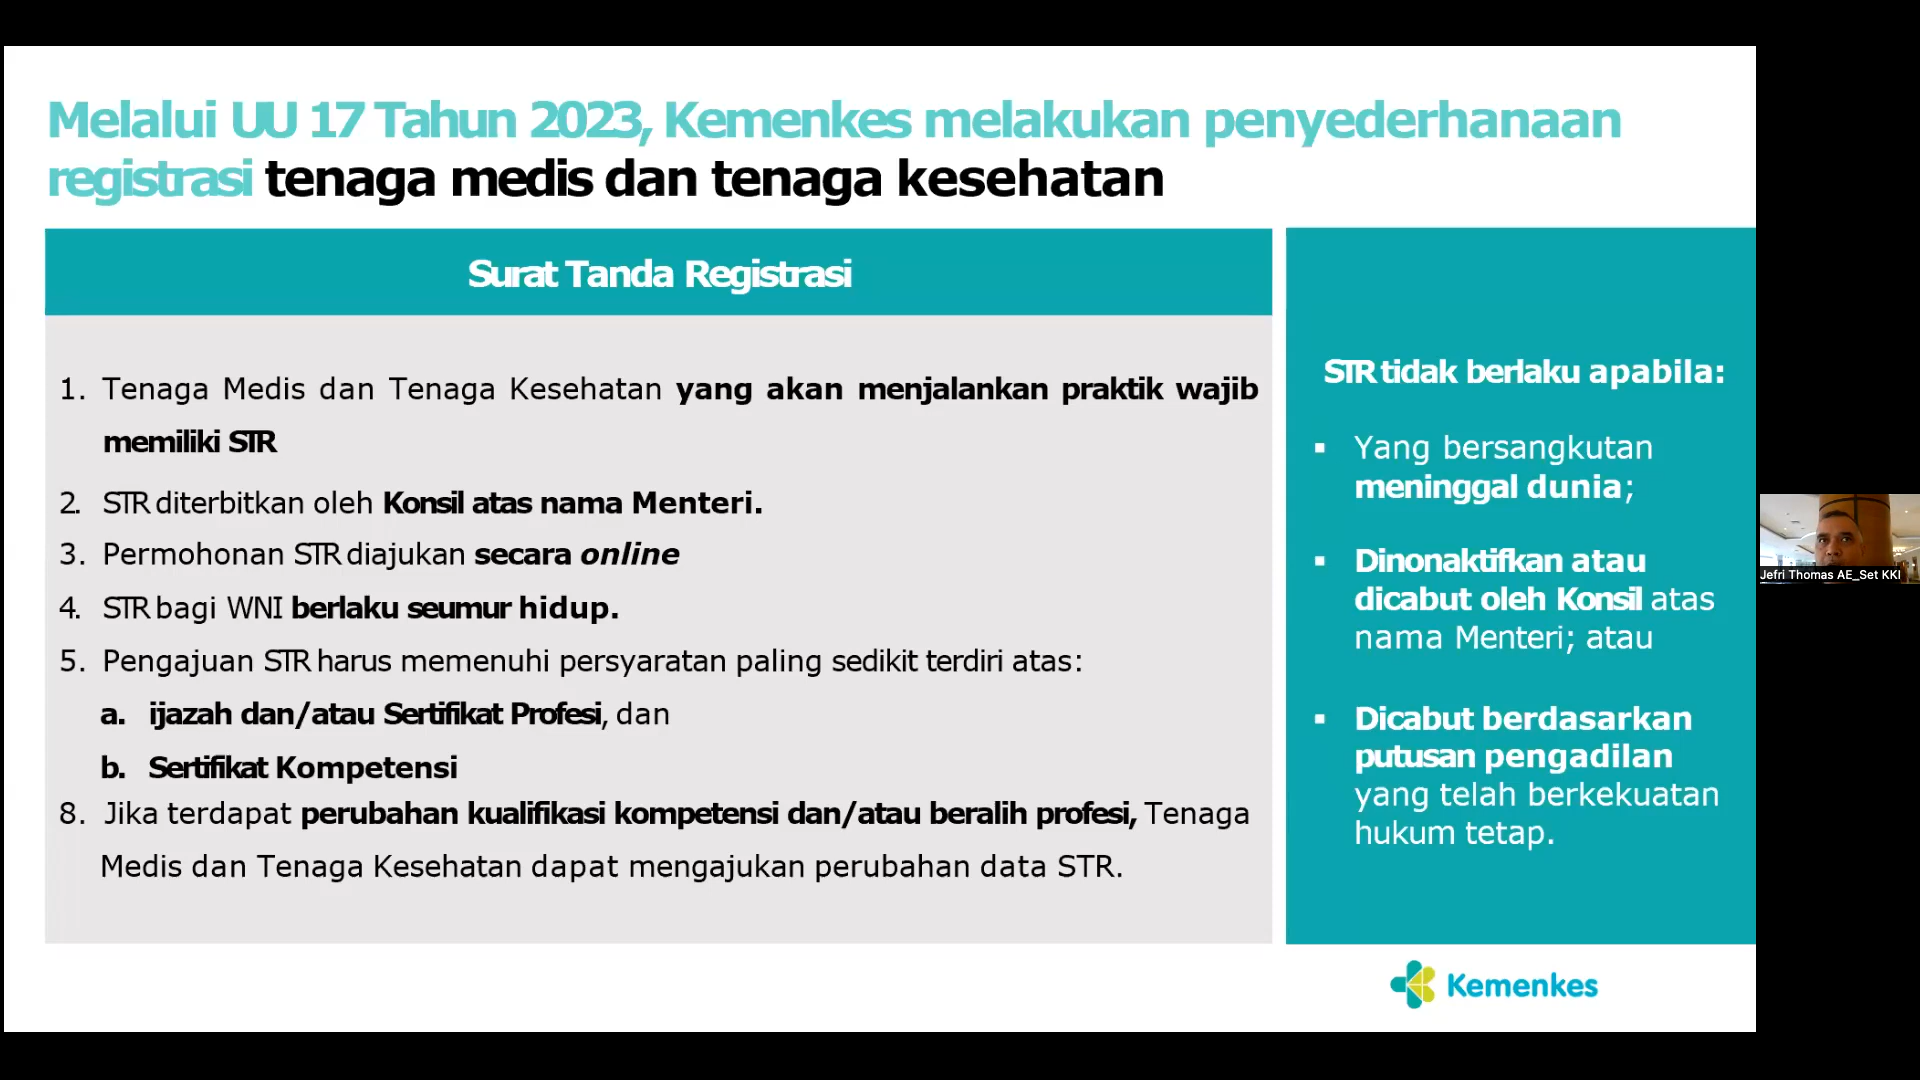 Melalui UU 17 Tahun 2023, Kemenkes melakukan penyederhanaan
registrasi tenaga medis dan tenaga kesehatan
Surat Tanda Registrasi
1. Tenaga Medis dan Tenaga Kesehatan yang akan menjalankan praktik wajib
memiliki STR
2. STR diterbitkan oleh Konsil atas nama Menteri.
3. Permohonan STR diajukan secara online
4. STR bagi WNI berlaku seumur hidup.
5. Pengajuan STR harus memenuhi persyaratan paling sedikit terdiri atas:
a. ijazah dan/atau Sertifikat Profesi, dan
b. Sertifikat Kompetensi
8. Jika terdapat perubahan kualifikasi kompetensi dan/atau beralih profesi, Tenaga
Medis dan Tenaga Kesehatan dapat mengajukan perubahan data STR.
STR tidak berlaku apabila:
▪ Yang bersangkutan
meninggal dunia;
▪ Dinonaktifkan atau
dicabut oleh Konsil atas
nama Menteri; atau
▪ Dicabut berdasarkan
putusan pengadilan
yang telah berkekuatan
hukum tetap.
Kemenkes
Jefri Thomas AE_Set KKI